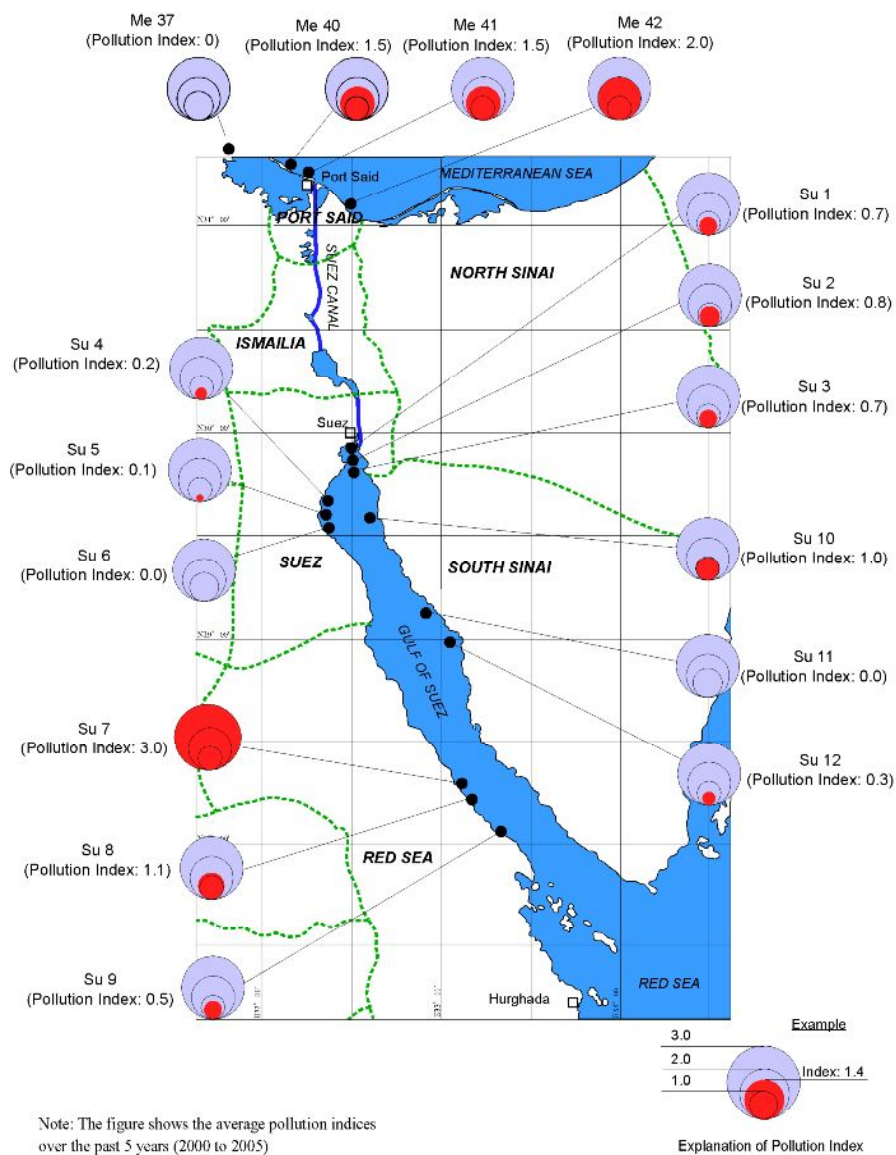 Me 37
(Pollution Index: 0)
Me 40
(Pollution Index: 1.5)
Me 41
(Pollution Index: 1.5)
Me 42
(Pollution Index: 2.0)
MEDITERRANEAN SEA
Port Said
PORT SAID
SUEZ CANAL
NORTH SINAI
ISMAILIA
Su 1
(Pollution Index: 0.7)
Su 2
(Pollution Index: 0.8)
Su 3
(Pollution Index: 0.7)
Su 4
(Pollution Index: 0.2)
Su 5
(Pollution Index: 0.1)
Su 6
(Pollution Index: 0.0)
Suez
SUEZ
SOUTH SINAI
GULF OF SUEZ
Su 10
(Pollution Index: 1.0)
Su 11
(Pollution Index: 0.0)
Su 12
(Pollution Index: 0.3)
Su 7
(Pollution Index: 3.0)
Su 8
(Pollution Index: 1.1)
Su 9
(Pollution Index: 0.5)
RED SEA
Hurghada
RED SEA
Example
3.0
2.0
1.0
Index: 1.4
Explanation of Pollution Index
Note: The figure shows the average pollution indices
over the past 5 years (2000 to 2005)